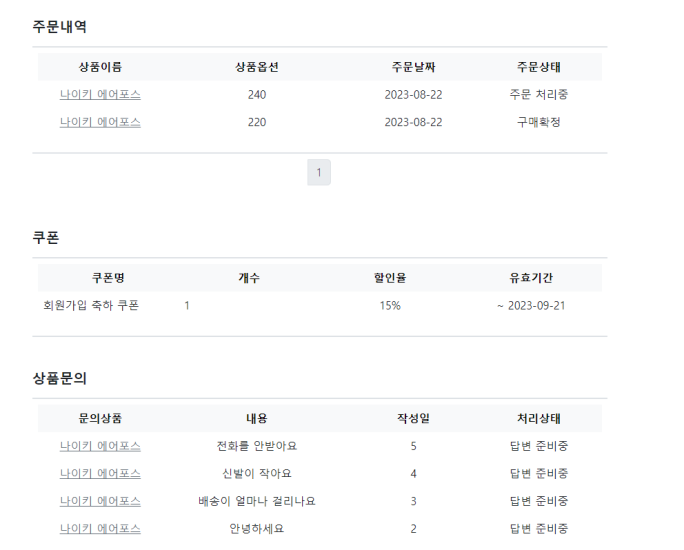 주문내역
상품이름 상품옵션 주문날짜 주문상태
나이키 에어포스 240 2023-08-22 주문 처리중
나이키 에어포스 220 2023-08-22 구매확정
1
쿠폰
쿠폰명 개수 할인율 유효기간
회원가입 축하 쿠폰 1 15% ~ 2023-09-21
상품문의
문의상품 내용 작성일 처리상태
나이키 에어포스 전화를 안받아요 5 답변 준비중
나이키 에어포스 신발이 작아요 4 답변 준비중
나이키 에어포스 배송이 얼마나 걸리나요 3 답변 준비중
나이키 에어포스 안녕하세요 2 답변 준비중